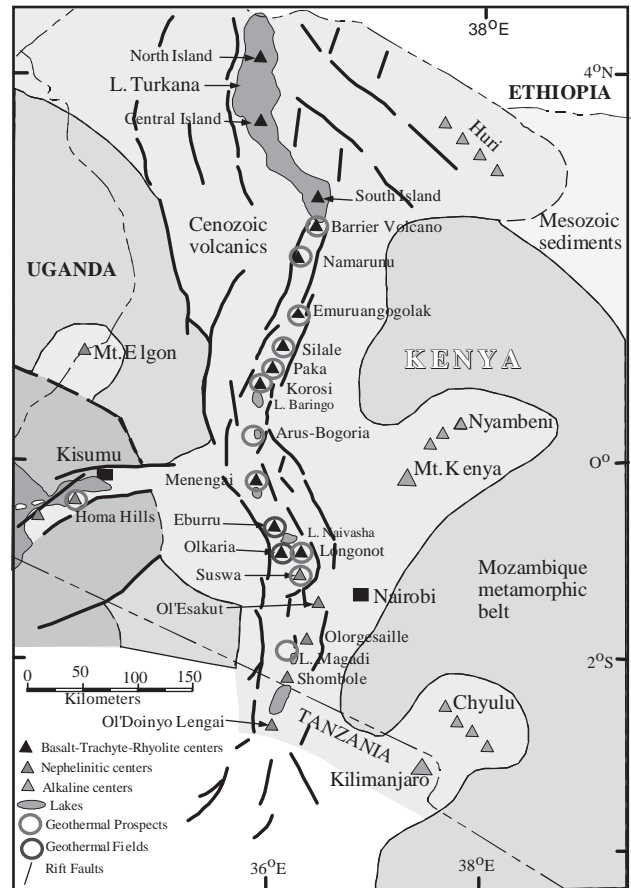 38°E
North Island
L. Turkana
4°N
ETHIOPIA
Central Island
Huri
South Island
Cenozoic
volcanics
Barrier Volcano
Mesozoic
sediments
UGANDA
Namarunu
Emuruangogolak
Mt.Elgon
Silale
KENYA
Paka
Korosi
L. Baringo
Nyambeni
Arus-Bogoria
Kisumu
0°
Mt.Kenya
Menengai
Homa Hills
Eburru
L. Naivasha
Olkaria
Longonot
Suswa
Mozambique
metamorphic
belt
Nairobi
Ol'Esakut
Olorgesaille
L. Magadi
2°S
0 50 100 150
Kilometers
Shombole
Chyulu
Ol'Doinyo Lengai
TANZANIA
Kilimanjaro
Basalt-Trachyte-Rhyolite centers
Nephelinitic centers
Alkaline centers
Lakes
Geothermal Prospects
Geothermal Fields
Rift Faults
36°E
38°E